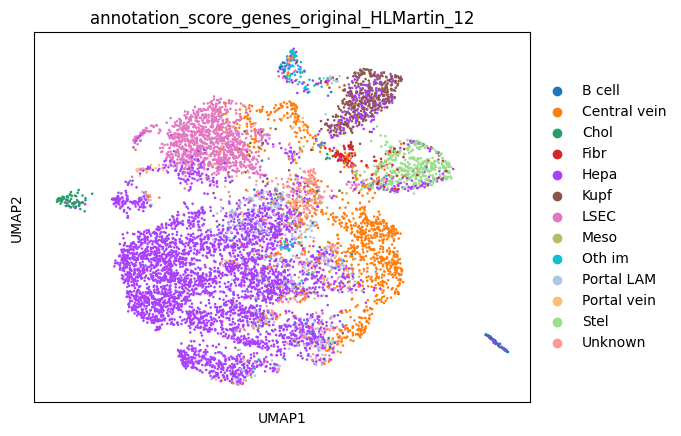 annotation_score_genes_original_HLMartin_12
UMAP2
UMAP1
B cell
Central vein
Chol
Fibr
Hepa
Kupf
LSEC
Meso
Oth im
Portal LAM
Portal vein
Stel
Unknown